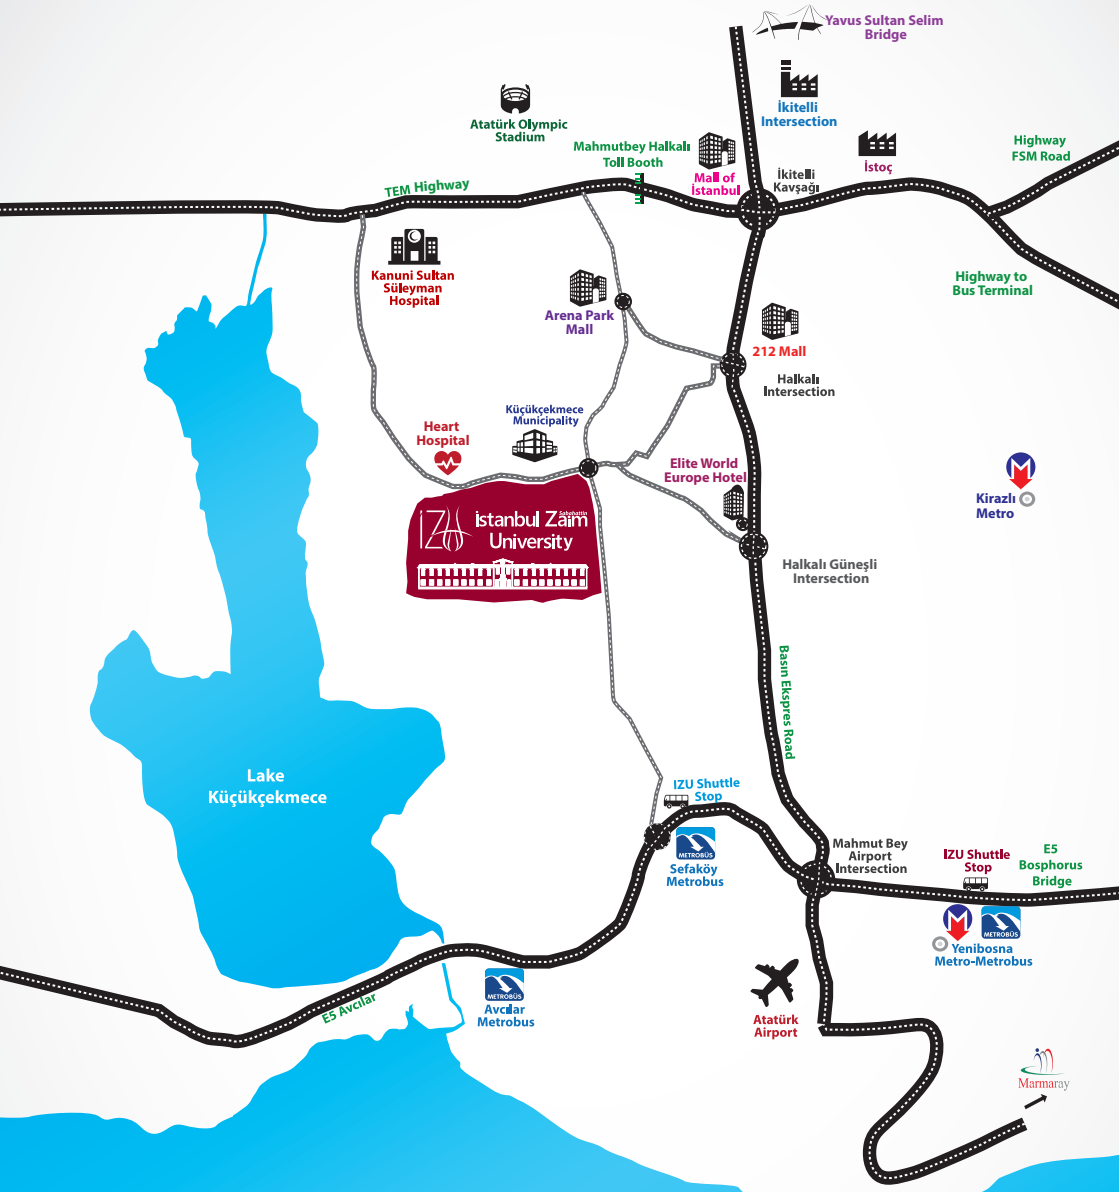 Yavus Sultan Selim
Bridge
İkitelli
Intersection
Atatürk Olympic
Stadium
Mahmutbey Halkalı
Toll Booth
Mall of
İstanbul
İkitelli
Kavşağı
İstoç
Highway
FSM Road
TEM Highway
Kanuni Sultan
Süleyman
Hospital
Highway to
Bus Terminal
Arena Park
Mall
212 Mall
Halkalı
Intersection
Küçükçekmece
Municipality
Heart
Hospital
Elite World
Europe Hotel
M
Kirazlı
Metro
iZÜ
Sabahattin
istanbul Zaim
University
Halkalı Güneşli
Intersection
Basın Ekspres Road
Lake
Küçükçekmece
IZU Shuttle
Stop
METROBÜS
Sefaköy
Metrobus
Mahmut Bey
Airport
Intersection
IZU Shuttle
Stop
E5
Bosphorus
Bridge
M
METROBÜS
Yenibosna
Metro-Metrobus
E5 Avcılar
METROBÜS
Avcılar
Metrobus
Atatürk
Airport
Marmaray